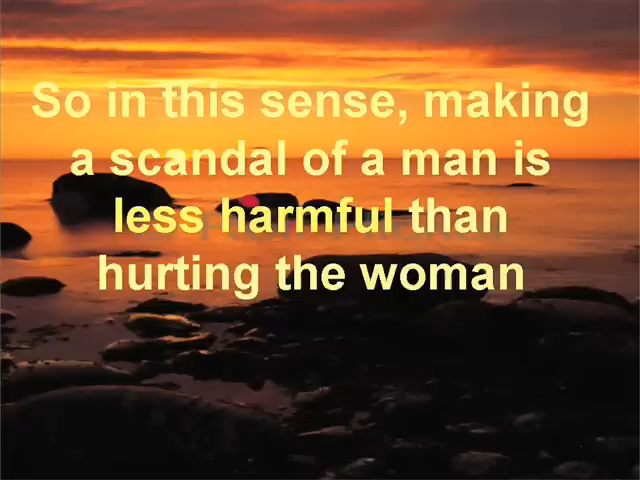 So in this sense, making
a scandal of a man is
less harmful than
hurting the woman